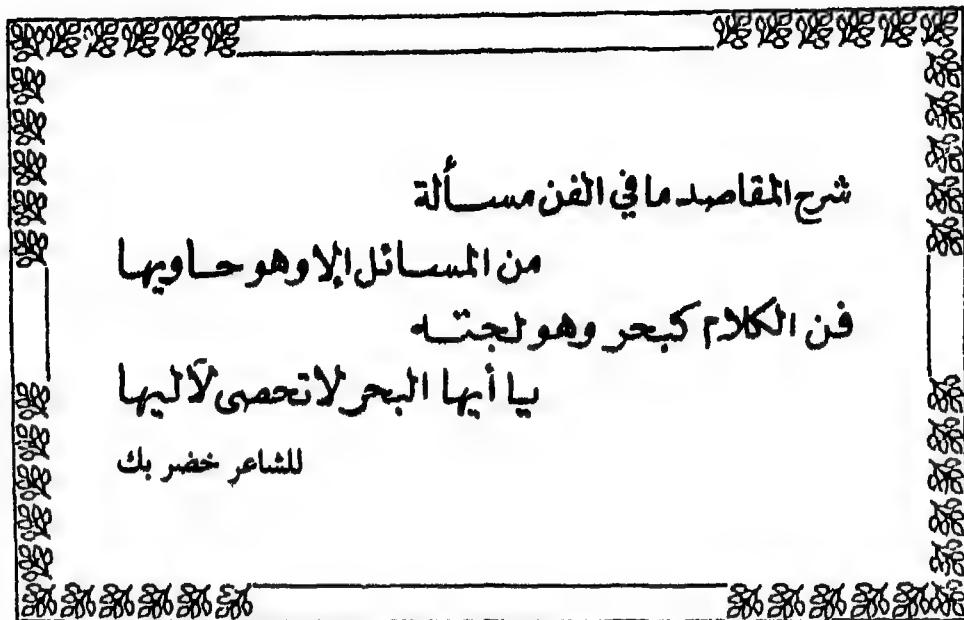 شرح المقاصد ما في الفن مسألة
من المسائل إلا وهو حاويها
فن الكلام كبحر وهو لجته
يا أيها البحر لا تحصى لآليها
للشاعر خضر بك